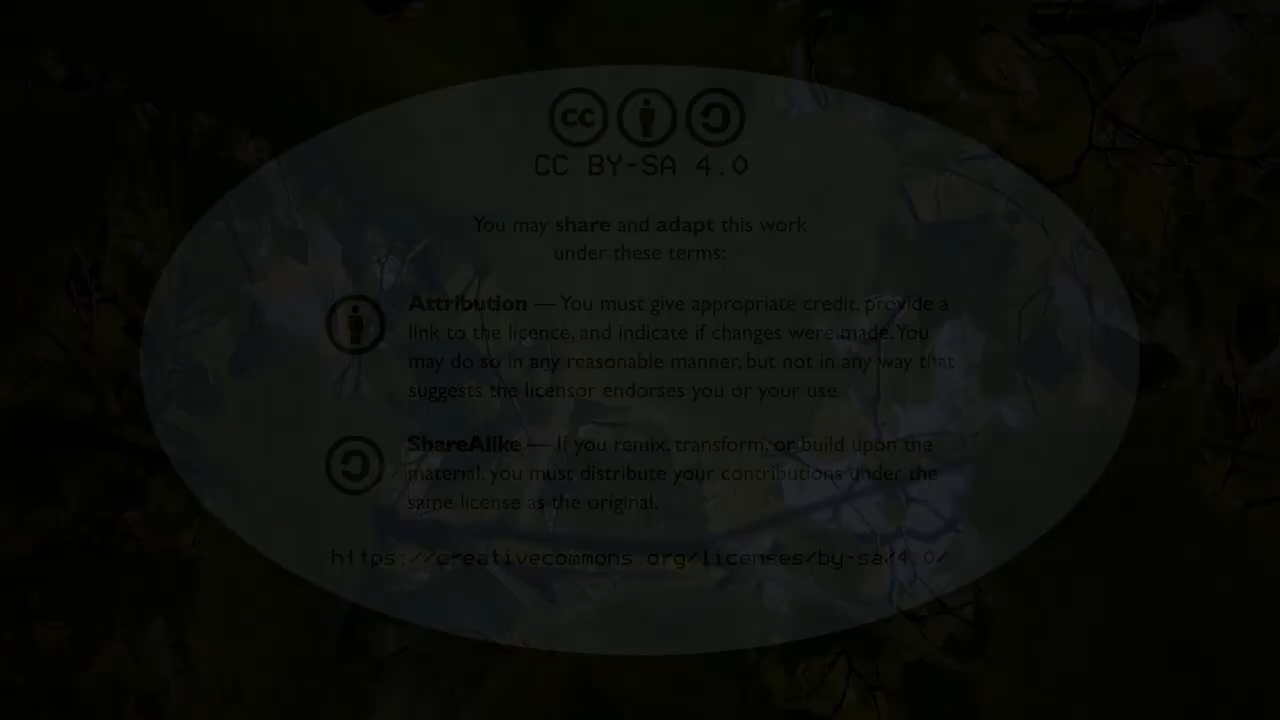 CC
CC BY-SA 4.0
You may share and adapt this work
under these terms:
Attribution — You must give appropriate credit, provide a
link to the licence, and indicate if changes were made. You
may do so in any reasonable manner, but not in any way that
suggests the licensor endorses you or your use.
ShareAlike — If you remix, transform, or build upon the
material, you must distribute your contributions under the
same license as the original.
https://creativecommons.org/licenses/by-sa/4.0/